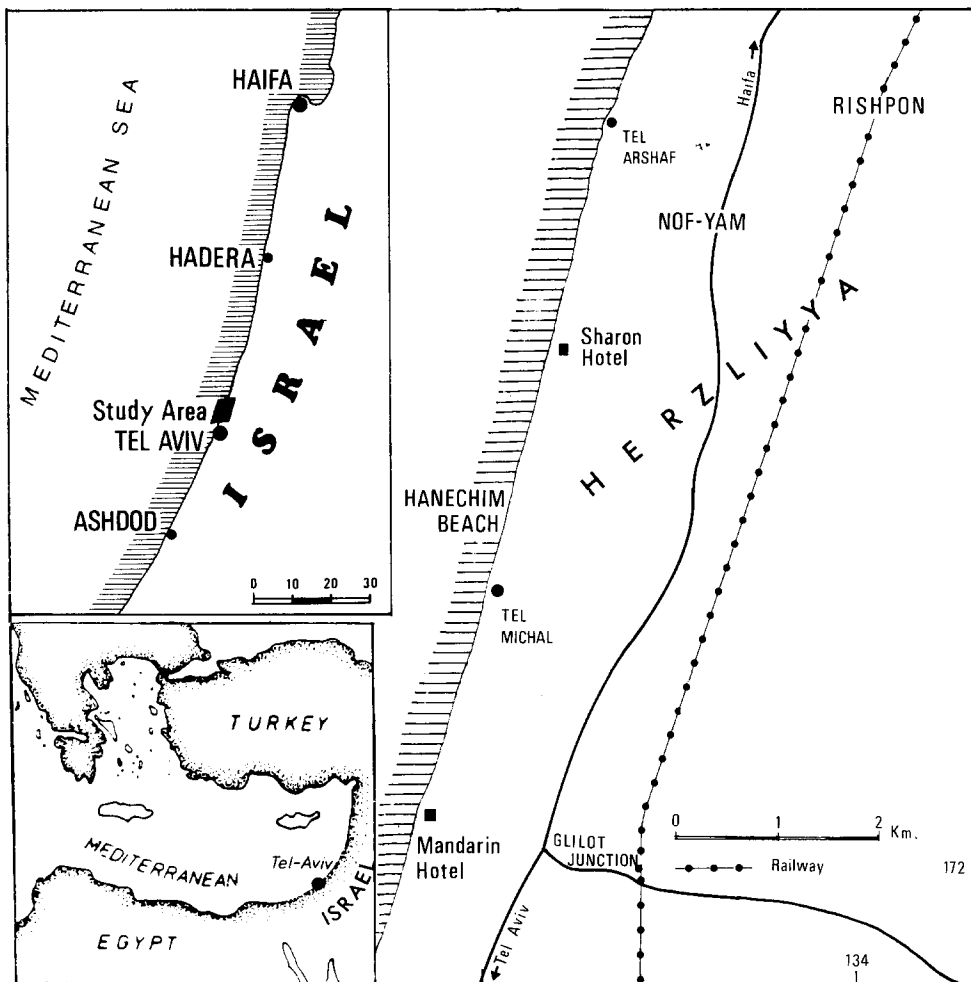 MEDITERRANEAN SEA
HAIFA
HADERA
ISRAEL
Study Area
TEL AVIV
ASHDOD
0 10 20 30
TURKEY
MEDITERRANEAN
Tel-Aviv
ISRAEL
EGYPT
Haifa
RISHPON
TEL
ARSHAF
NOF-YAM
HERZLIYYA
Sharon
Hotel
HANECHIM
BEACH
TEL
MICHAL
Mandarin
Hotel
GLILOT
JUNCTION
0 1 2 Km.
Railway
172
Tel Aviv
134